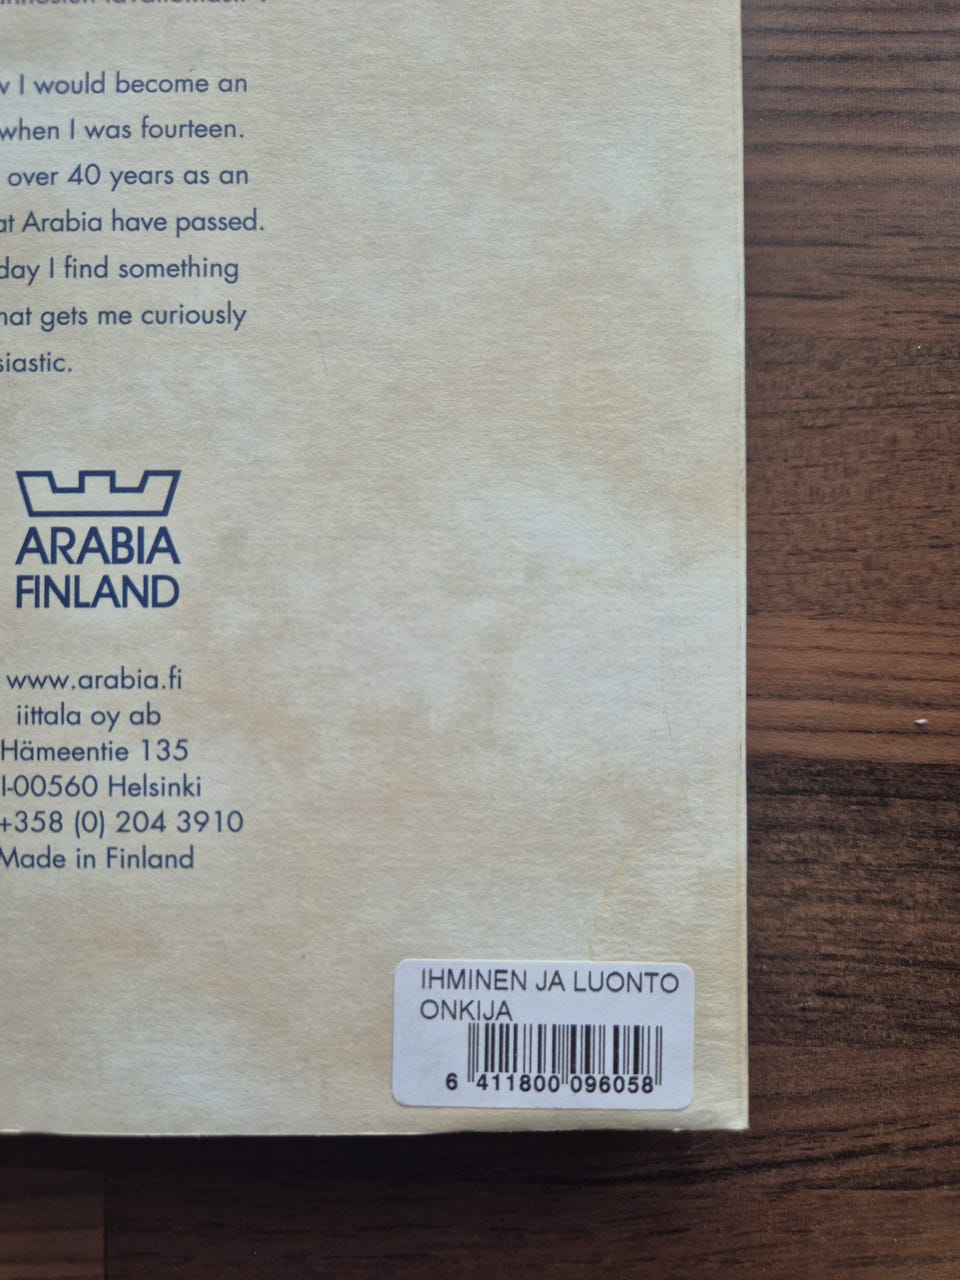 I would become an
when I was fourteen.
over 40 years as an
at Arabia have passed.
day I find something
gets me curiously
ARABIA
FINLAND
www.arabia.fi
iittala oy ab
Hämeentie 135
I-00560 Helsinki
+358 (0) 204 3910
Made in Finland
IHMINEN JA LUONTO
ONKIJA
6 411800 096058